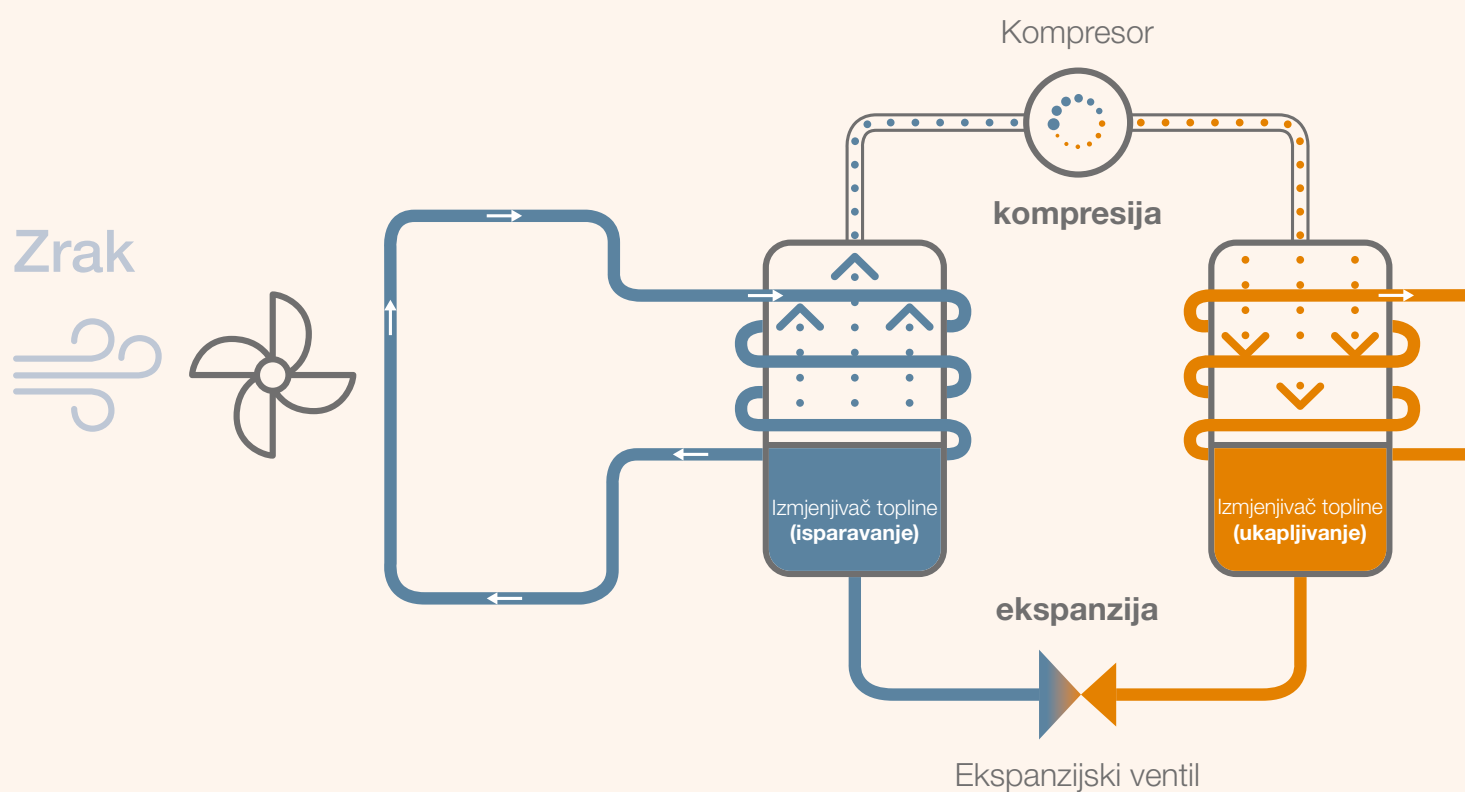 Kompresor
kompresija
Zrak
Izmjenjivač topline
(isparavanje)
Izmjenjivač topline
(ukapljivanje)
ekspanzija
Ekspanzijski ventil